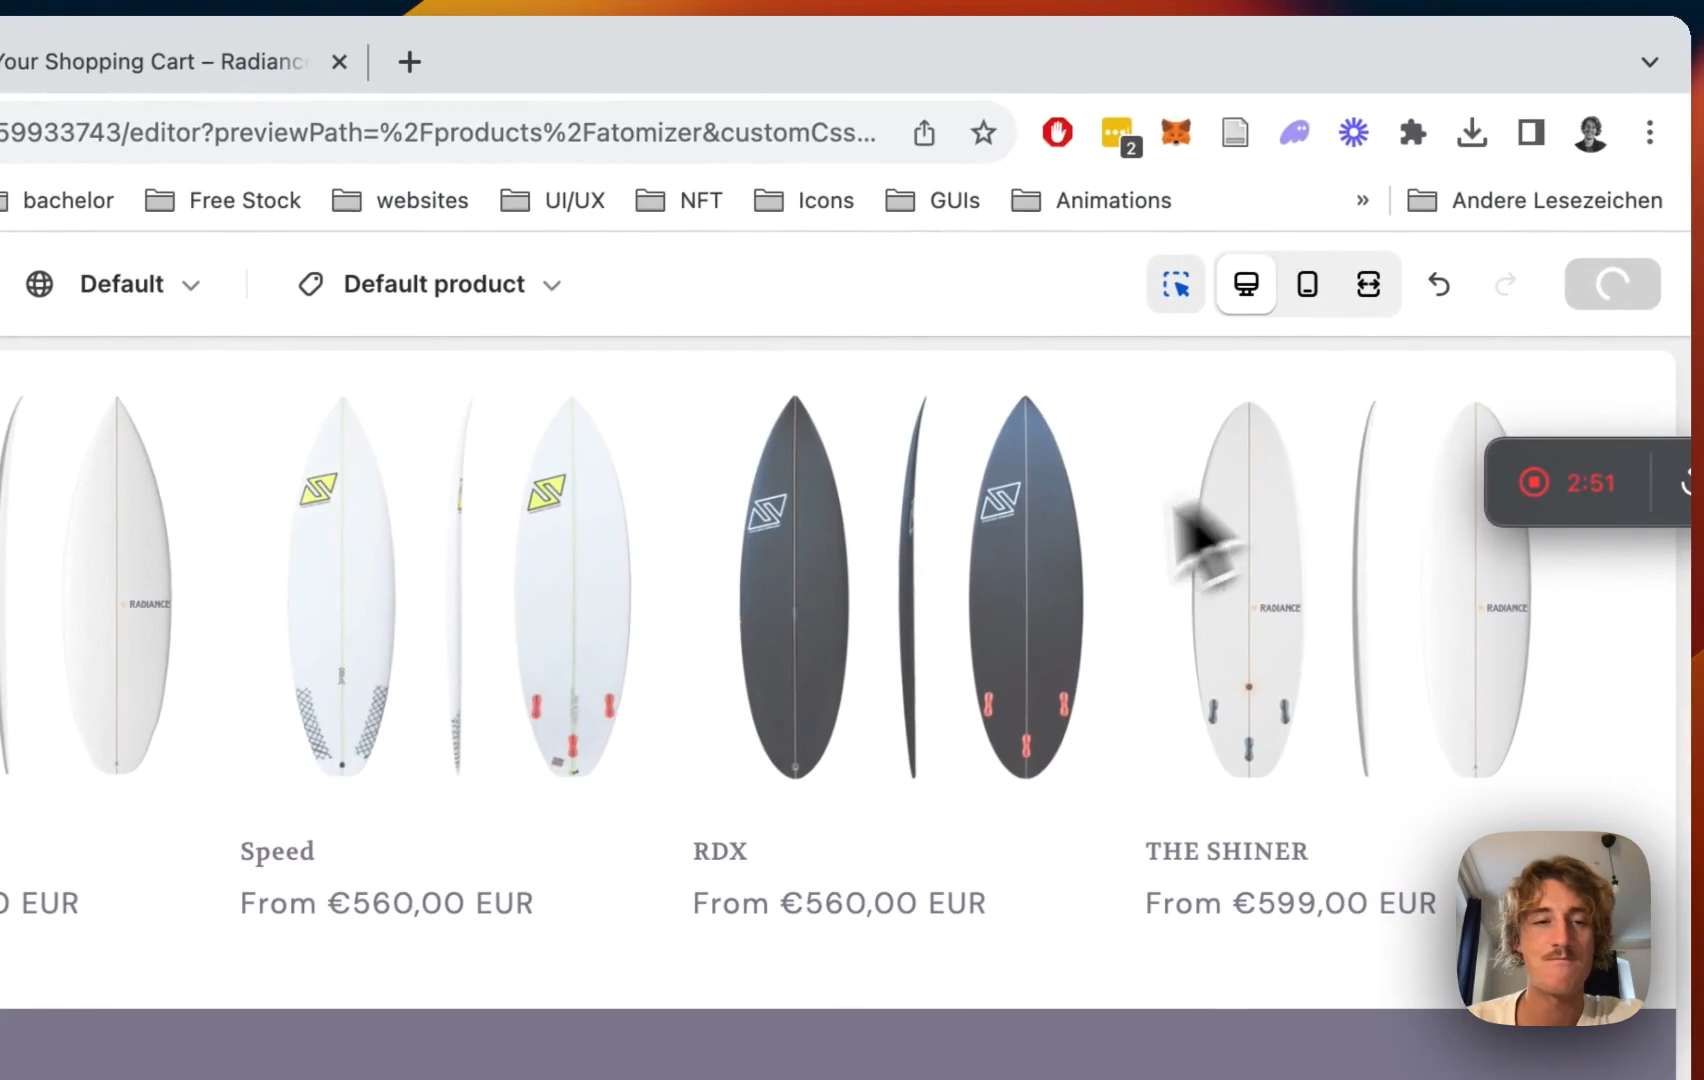 Your Shopping Cart – Radianc
59933743/editor?previewPath=%2Fproducts%2Fatomizer&customCss...
2
bachelor Free Stock websites UI/UX NFT Icons GUIs Animations » Andere Lesezeichen
Default Default product
2:51
RADIANCE RADIANCE RADIANCE
Speed RDX THE SHINER
0 EUR From €560,00 EUR From €560,00 EUR From €599,00 EUR